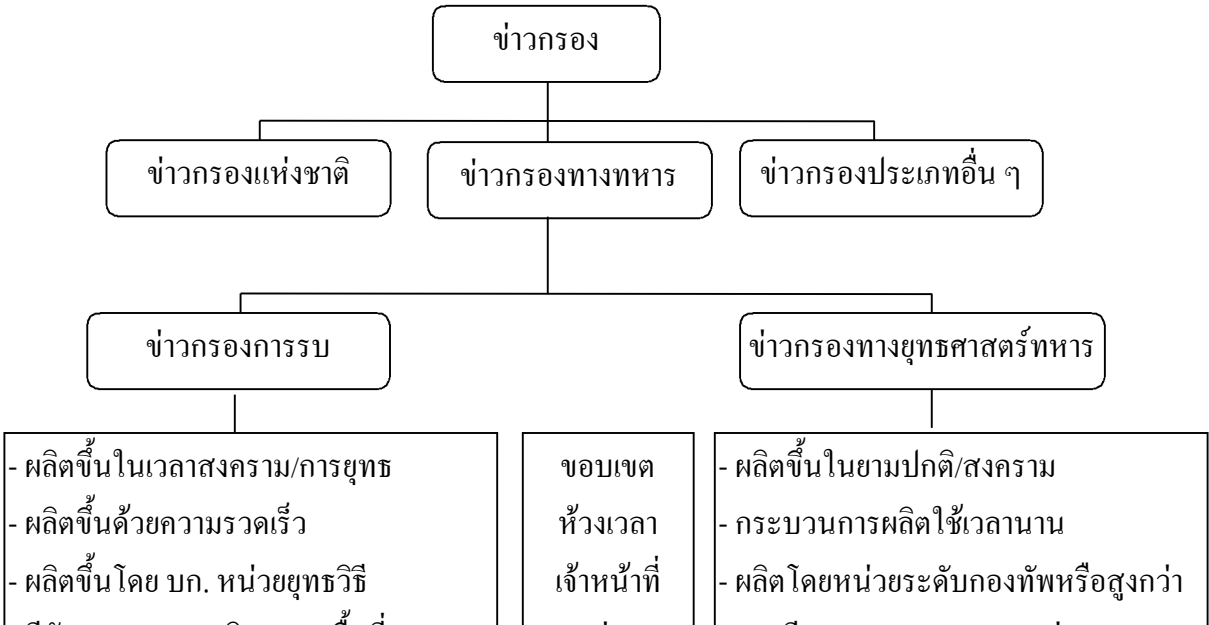 ข่าวกรอง
ข่าวกรองแห่งชาติ
ข่าวกรองทางทหาร
ข่าวกรองประเภทอื่น ๆ
ข่าวกรองการรบ
ข่าวกรองทางยุทธศาสตร์ทหาร
- ผลิตขึ้นในเวลาสงคราม/การยุทธ
- ผลิตขึ้นด้วยความรวดเร็ว
- ผลิตขึ้นโดย บก. หน่วยยุทธวิธี
ขอบเขต
ห้วงเวลา
เจ้าหน้าที่
- ผลิตขึ้นในยามปกติ/สงคราม
- กระบวนการผลิตใช้เวลานาน
- ผลิตโดยหน่วยระดับกองทัพหรือสูงกว่า